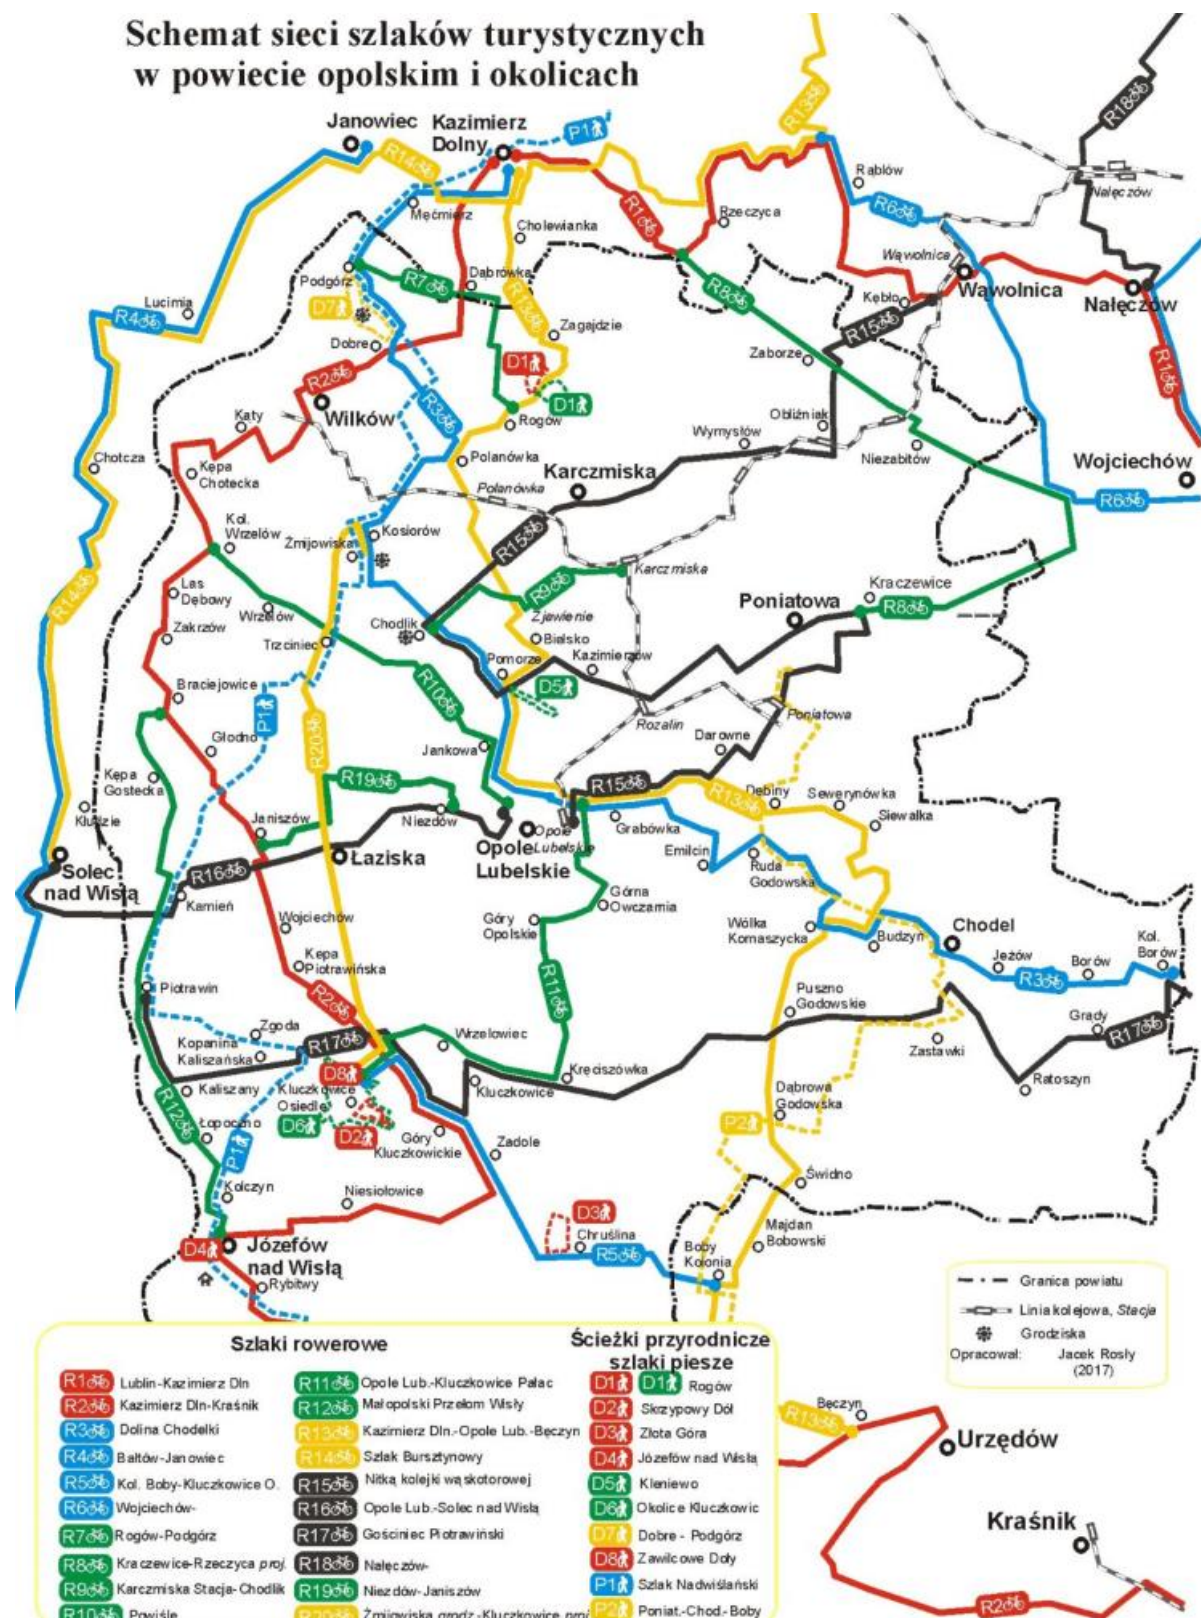 Schemat sieci szlaków turystycznych
w powiecie opolskim i okolicach
R13
R18
P1
Janowiec
Kazimierz
Dolny
R14
Rąblów
Nałęczów
Męćmierz
R1
Rzeczyca
R6
Cholewianka
Wąwolnica
Podgórz
R7
Dąbrówka
R8
Wąwolnica
Nałęczów
Lucimia
R4
D7
R13
Kębło
Zagajdzie
R15
Dobre
D1
Zaborze
R1
R2
R3
D1
Wilków
Katy
Obliźniak
Rogów
Wymysłów
Chotcza
Kępa
Chotecka
Polanówka
Niezabitów
Wojciechów
Karczmiska
Polanówka
R6
Kol.
Wrzelów
Kosiorów
Żmijowiska
R15
Karczmiska
R14
Las
Dębowy
R9
Kraczewice
Wrzelów
Zjawienie
Poniatowa
R8
Zakrzów
Trzciniec
Chodlik
Bielsko
Pomorze
Kazimierzów
R10
D5
Braciejowice
P1
Rozalin
Poniatowa
Głodno
R20
Jankowa
Darowne
Kępa
Gostecka
R19
R15
R13
Dębiny
Sewerynówka
Kłudzie
Janiszów
Niezdów
Grabówka
Siewalka
Łaziska
Opole
Lubelskie
Opole
Lubelskie
Emilcin
Ruda
Godowska
Solec
nad Wisłą
R16
Kamień
Górna
Owczarnia
Wojciechów
Góry
Opolskie
Wólka
Komaszycka
Chodel
Budzyń
Kol.
Borów
Kępa
Piotrawińska
Jeżów
Borów
R3
Piotrawin
R2
R11
Puszno
Godowskie
Zgoda
Wrzelowiec
Grądy
R17
Kopanina
Kaliszańska
R17
Zastawki
D8
Kręciszówka
Kaliszany
Kluczkowice
Osiedle
Kluczkowice
Ratoszyn
R12
Dąbrowa
Godowska
Łopoczno
D6
D2
Góry
Kluczkowickie
P2
P1
Zadole
Świdno
Kolczyn
Niesiołowice
D3
Chruślina
Majdan
Bobowski
D4
Józefów
nad Wisłą
R5
Boby
Kolonia
Rybitwy
Granica powiatu
Linia kolejowa, Stacja
Grodziska
Opracował: Jacek Rosły
(2017)
Szlaki rowerowe
R1 Lublin-Kazimierz Dln
R2 Kazimierz Dln-Kraśnik
R3 Dolina Chodelki
R4 Bałtów-Janowiec
R5 Kol. Boby-Kluczkowice O.
R6 Wojciechów-
R7 Rogów-Podgórz
R8 Kraczewice-Rzeczyca proj.
R9 Karczmiska Stacja-Chodlik
R10 Powiśle
R11 Opole Lub.-Kluczkowice Pałac
R12 Małopolski Przełom Wisły
R13 Kazimierz Dln.-Opole Lub.-Bęczyn
R14 Szlak Bursztynowy
R15 Nitką kolejki wąskotorowej
R16 Opole Lub.-Solec nad Wisłą
R17 Gościniec Piotrawiński
R18 Nałęczów-
R19 Niezdów-Janiszów
R20 Żmijowiska grodz.-Kluczkowice proj
Ścieżki przyrodnicze
szlaki piesze
D1 D1 Rogów
D2 Skrzypowy Dół
D3 Złota Góra
D4 Józefów nad Wisłą
D5 Kleniewo
D6 Okolice Kluczkowic
D7 Dobre - Podgórz
D8 Zawilcowe Doły
P1 Szlak Nadwiślański
P2 Poniat.-Chod.-Boby
R13
Bęczyn
Urzędów
Kraśnik
R2